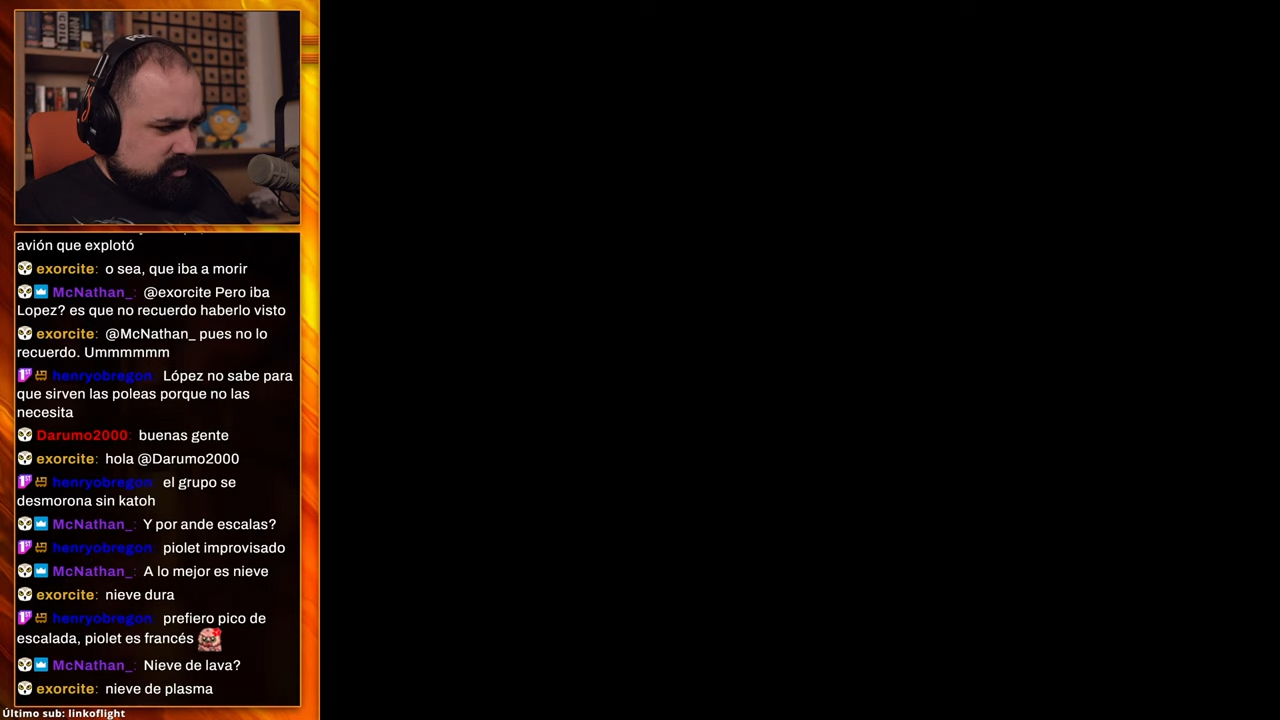 avión que explotó
exorcite: o sea, que iba a morir
McNathan_: @exorcite Pero iba
Lopez? es que no recuerdo haberlo visto
exorcite: @McNathan_ pues no lo
recuerdo. Ummmmmm
henryobregon: López no sabe para
que sirven las poleas porque no las
necesita
Darumo2000: buenas gente
exorcite: hola @Darumo2000
henryobregon: el grupo se
desmorona sin katoh
McNathan_: Y por ande escalas?
henryobregon: piolet improvisado
McNathan_: A lo mejor es nieve
exorcite: nieve dura
henryobregon: prefiero pico de
escalada, piolet es francés
McNathan_: Nieve de lava?
exorcite: nieve de plasma
Último sub: linkoflight